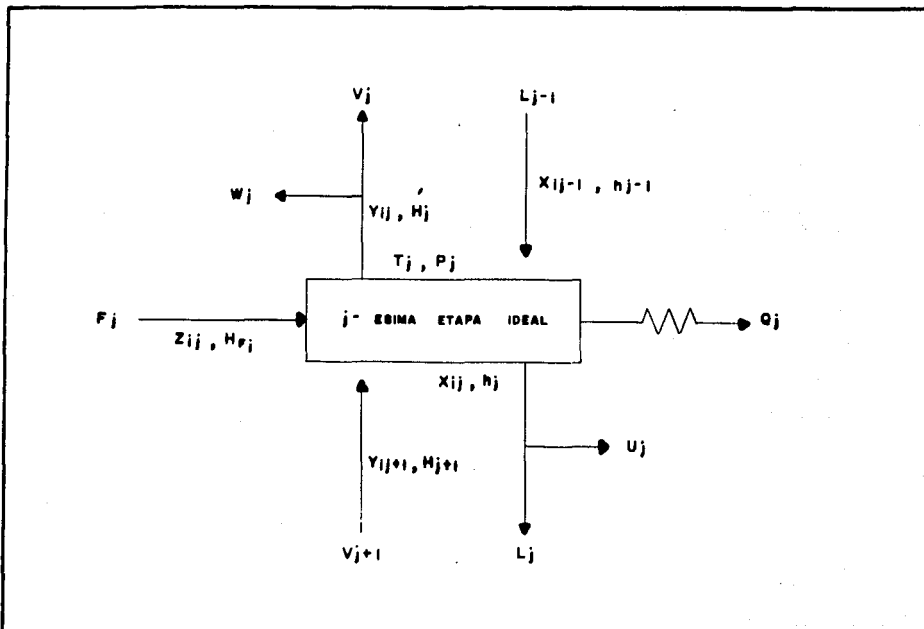 Vj
Lj-1
Wj
Yij, H́j
Xij-1, hj-1
Tj, Pj
Fj
j- ESIMA ETAPA IDEAL
Qj
Zij, HFj
Xij, hj
Yij+1, Hj+1
Uj
Vj+1
Lj